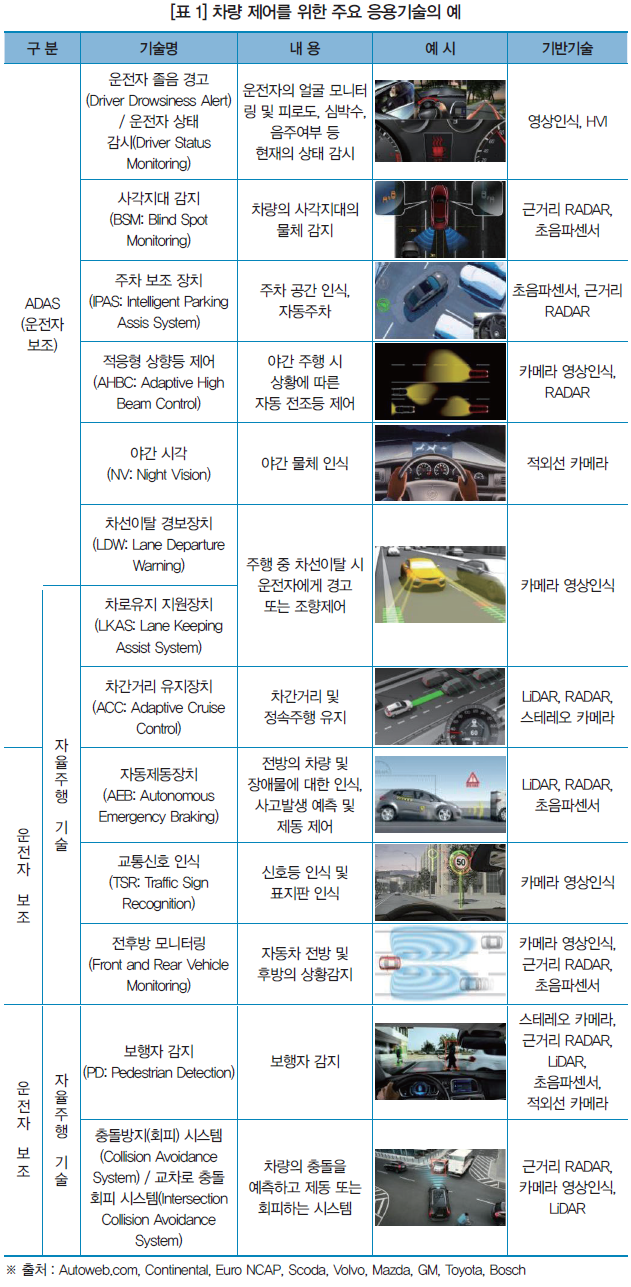 [표 1] 차량 제어를 위한 주요 응용기술의 예
구 분
기술명
내 용
예 시
기반기술
ADAS
(운전자
보조)
운전자 졸음 경고
(Driver Drowsiness Alert)
/ 운전자 상태
감시(Driver Status
Monitoring)
운전자의 얼굴 모니터
링 및 피로도, 심박수,
음주여부 등
현재의 상태 감시
영상인식, HVI
사각지대 감지
(BSM: Blind Spot
Monitoring)
차량의 사각지대의
물체 감지
근거리 RADAR,
초음파센서
주차 보조 장치
(IPAS: Intelligent Parking
Assis System)
주차 공간 인식,
자동주차
초음파센서, 근거리
RADAR
적응형 상향등 제어
(AHBC: Adaptive High
Beam Control)
야간 주행 시
상황에 따른
자동 전조등 제어
카메라 영상인식,
RADAR
야간 시각
(NV: Night Vision)
야간 물체 인식
적외선 카메라
차선이탈 경보장치
(LDW: Lane Departure
Warning)
주행 중 차선이탈 시
운전자에게 경고
또는 조향제어
카메라 영상인식
자율주행 기술
차로유지 지원장치
(LKAS: Lane Keeping
Assist System)
차간거리 유지장치
(ACC: Adaptive Cruise
Control)
차간거리 및
정속주행 유지
LiDAR, RADAR,
스테레오 카메라
운전자 보조
자동제동장치
(AEB: Autonomous
Emergency Braking)
전방의 차량 및
장애물에 대한 인식,
사고발생 예측 및
제동 제어
LiDAR, RADAR,
초음파센서
교통신호 인식
(TSR: Traffic Sign
Recognition)
신호등 인식 및
표지판 인식
50
카메라 영상인식
전후방 모니터링
(Front and Rear Vehicle
Monitoring)
자동차 전방 및
후방의 상황감지
카메라 영상인식,
근거리 RADAR,
초음파센서
운전자 보조
자율주행 기술
보행자 감지
(PD: Pedestrian Detection)
보행자 감지
스테레오 카메라,
근거리 RADAR,
LiDAR,
초음파센서,
적외선 카메라
충돌방지(회피) 시스템
(Collision Avoidance
System) / 교차로 충돌
회피 시스템(Intersection
Collision Avoidance
System)
차량의 충돌을
예측하고 제동 또는
회피하는 시스템
근거리 RADAR,
카메라 영상인식,
LiDAR
※ 출처 : Autoweb.com, Continental, Euro NCAP, Scoda, Volvo, Mazda, GM, Toyota, Bosch